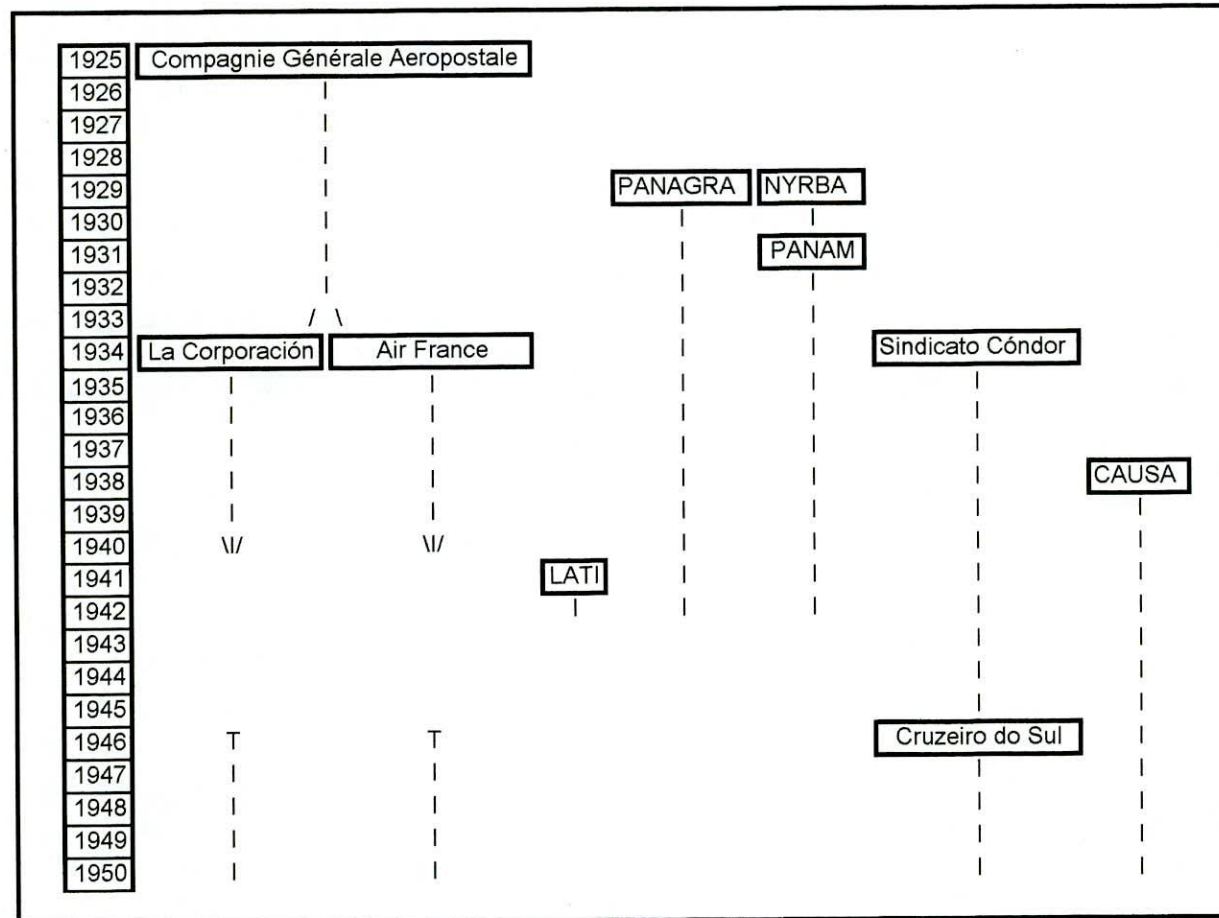 1925 Compagnie Générale Aeropostale
1926
1927
1928
1929 PANAGRA NYRBA
1930
1931 PANAM
1932
1933
1934 La Corporación Air France Sindicato Cóndor
1935
1936
1937
1938 CAUSA
1939
1940
1941 LATI
1942
1943
1944
1945
1946 Cruzeiro do Sul
1947
1948
1949
1950